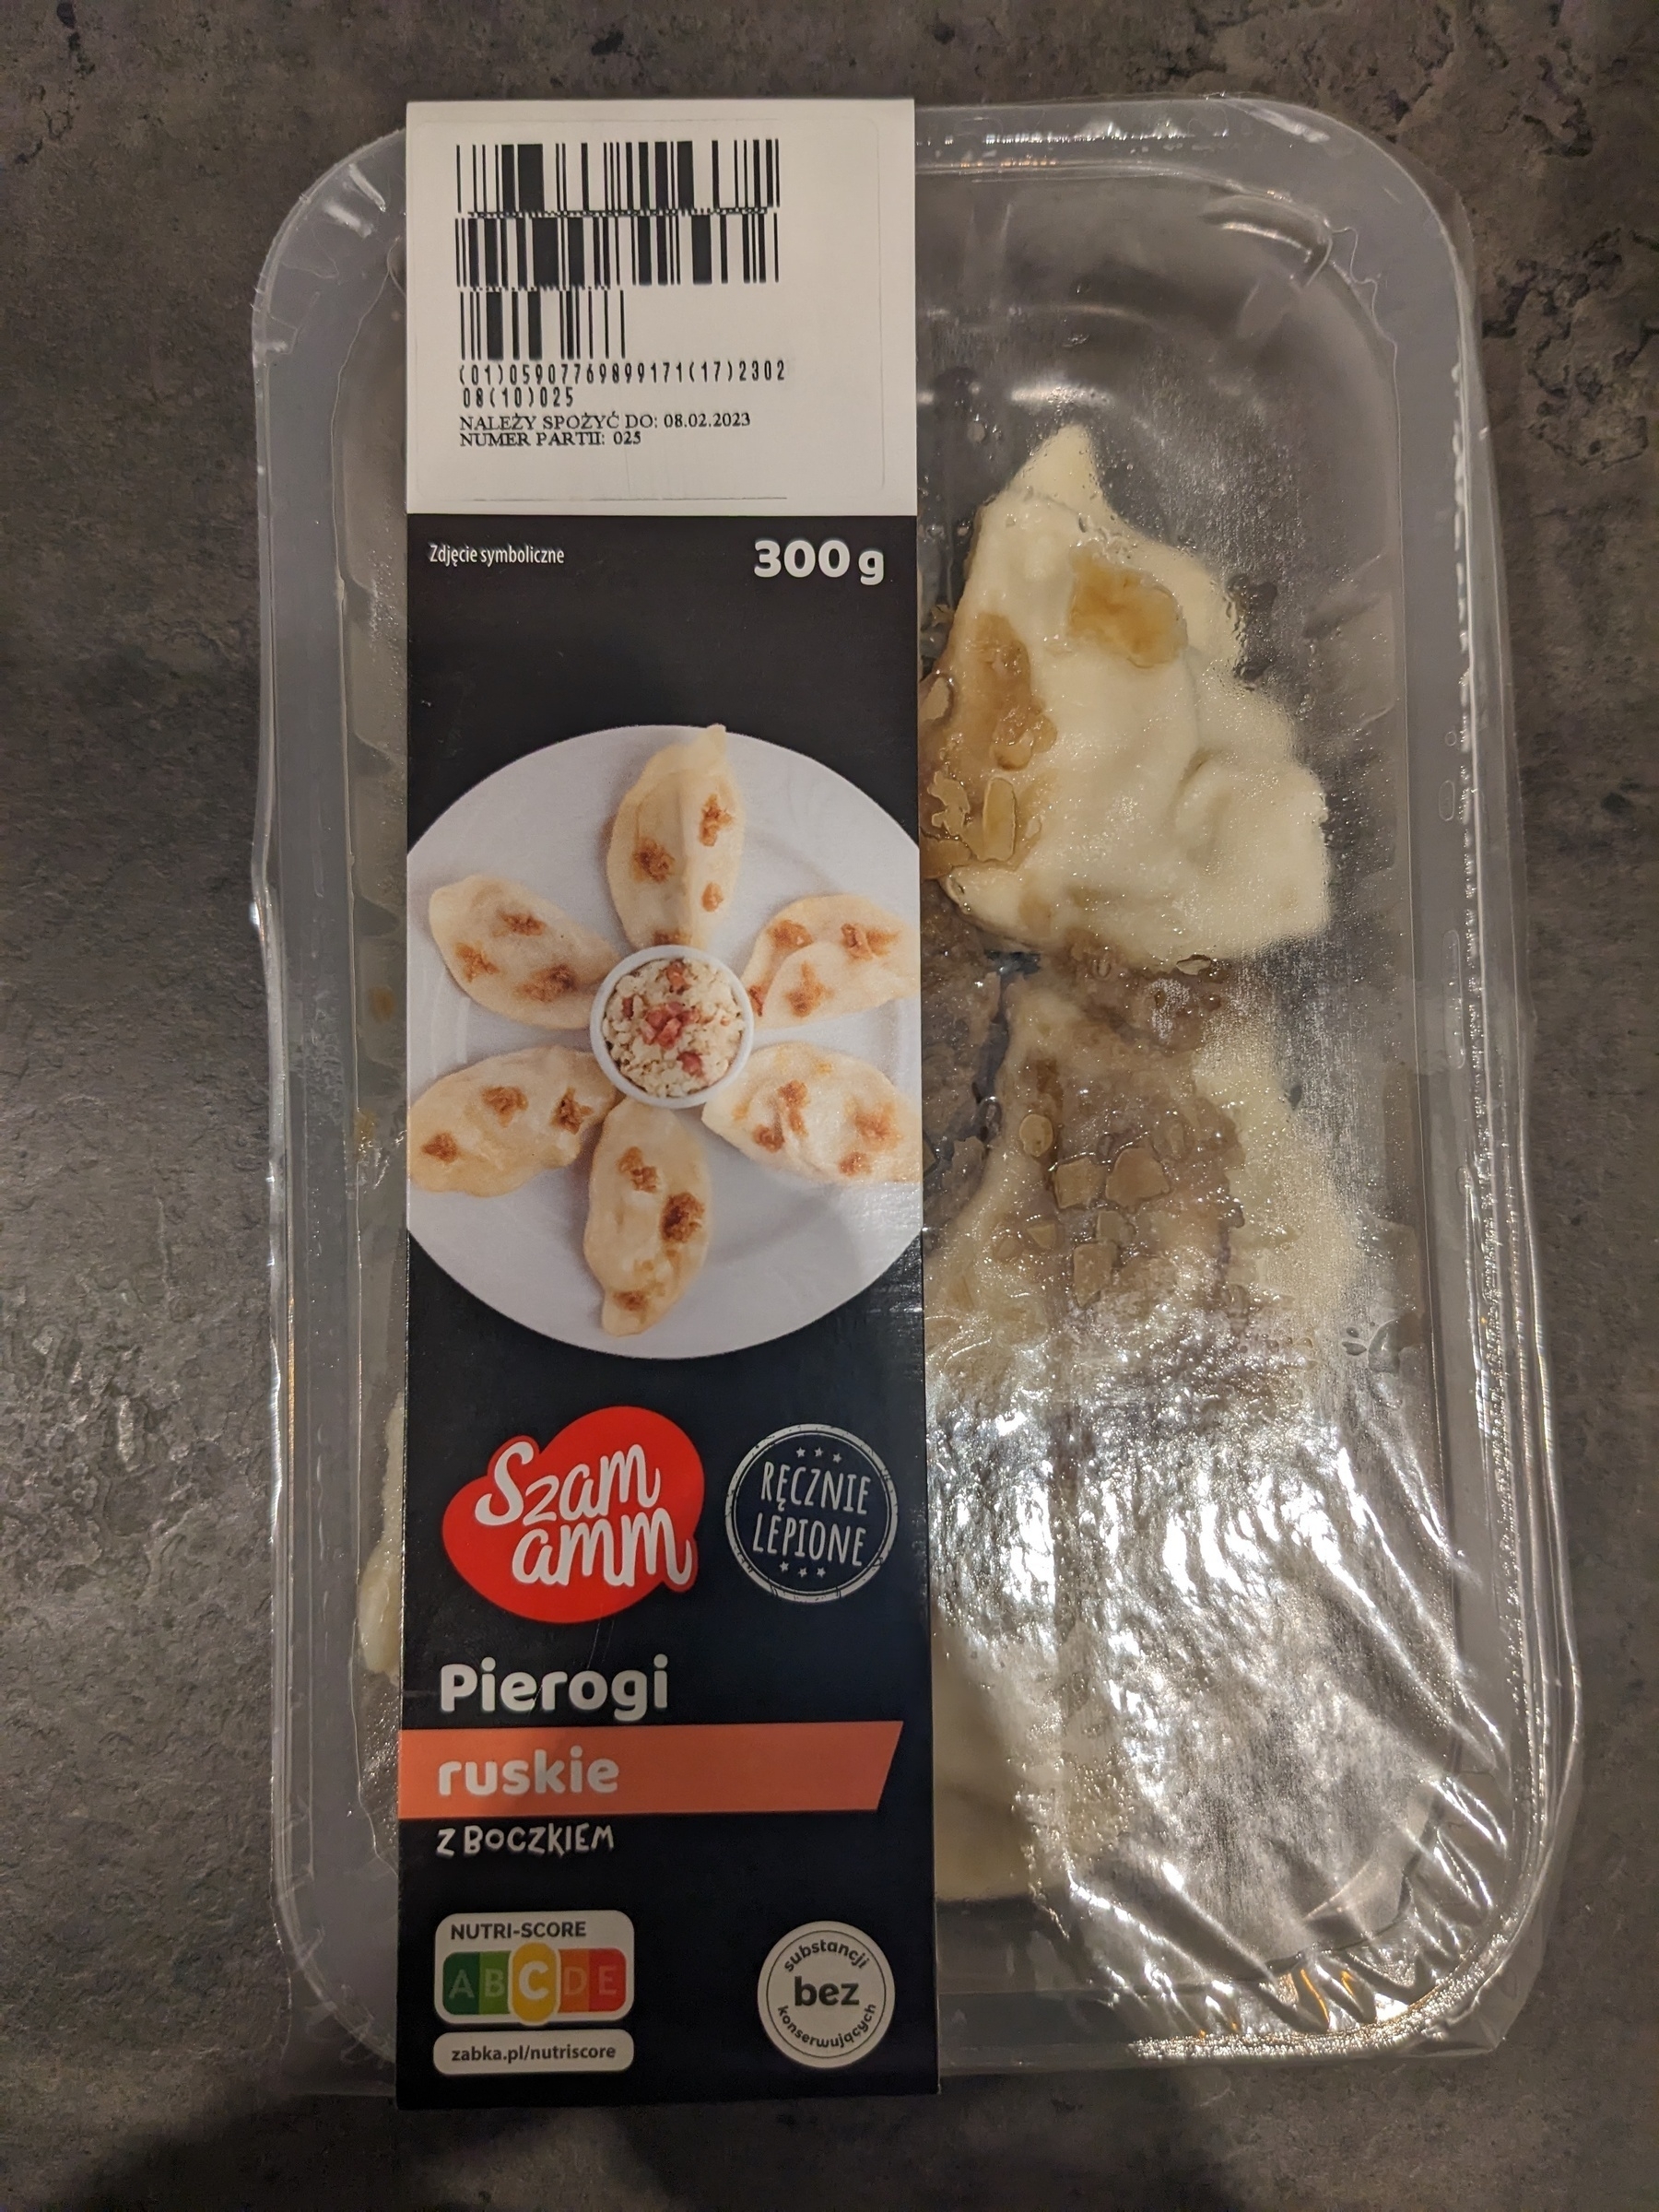 (01)05907769899171(17)2302
08(10)025
NALEŻY SPOŻYĆ DO: 08.02.2023
NUMER PARTII: 025
Zdjęcie symboliczne
300 g
Szam
amm
RĘCZNIE
LEPIONE
Pierogi
ruskie
Z BOCZKIEM
NUTRI-SCORE
A B C D E
zabka.pl/nutriscore
substancji
bez
konserwujących